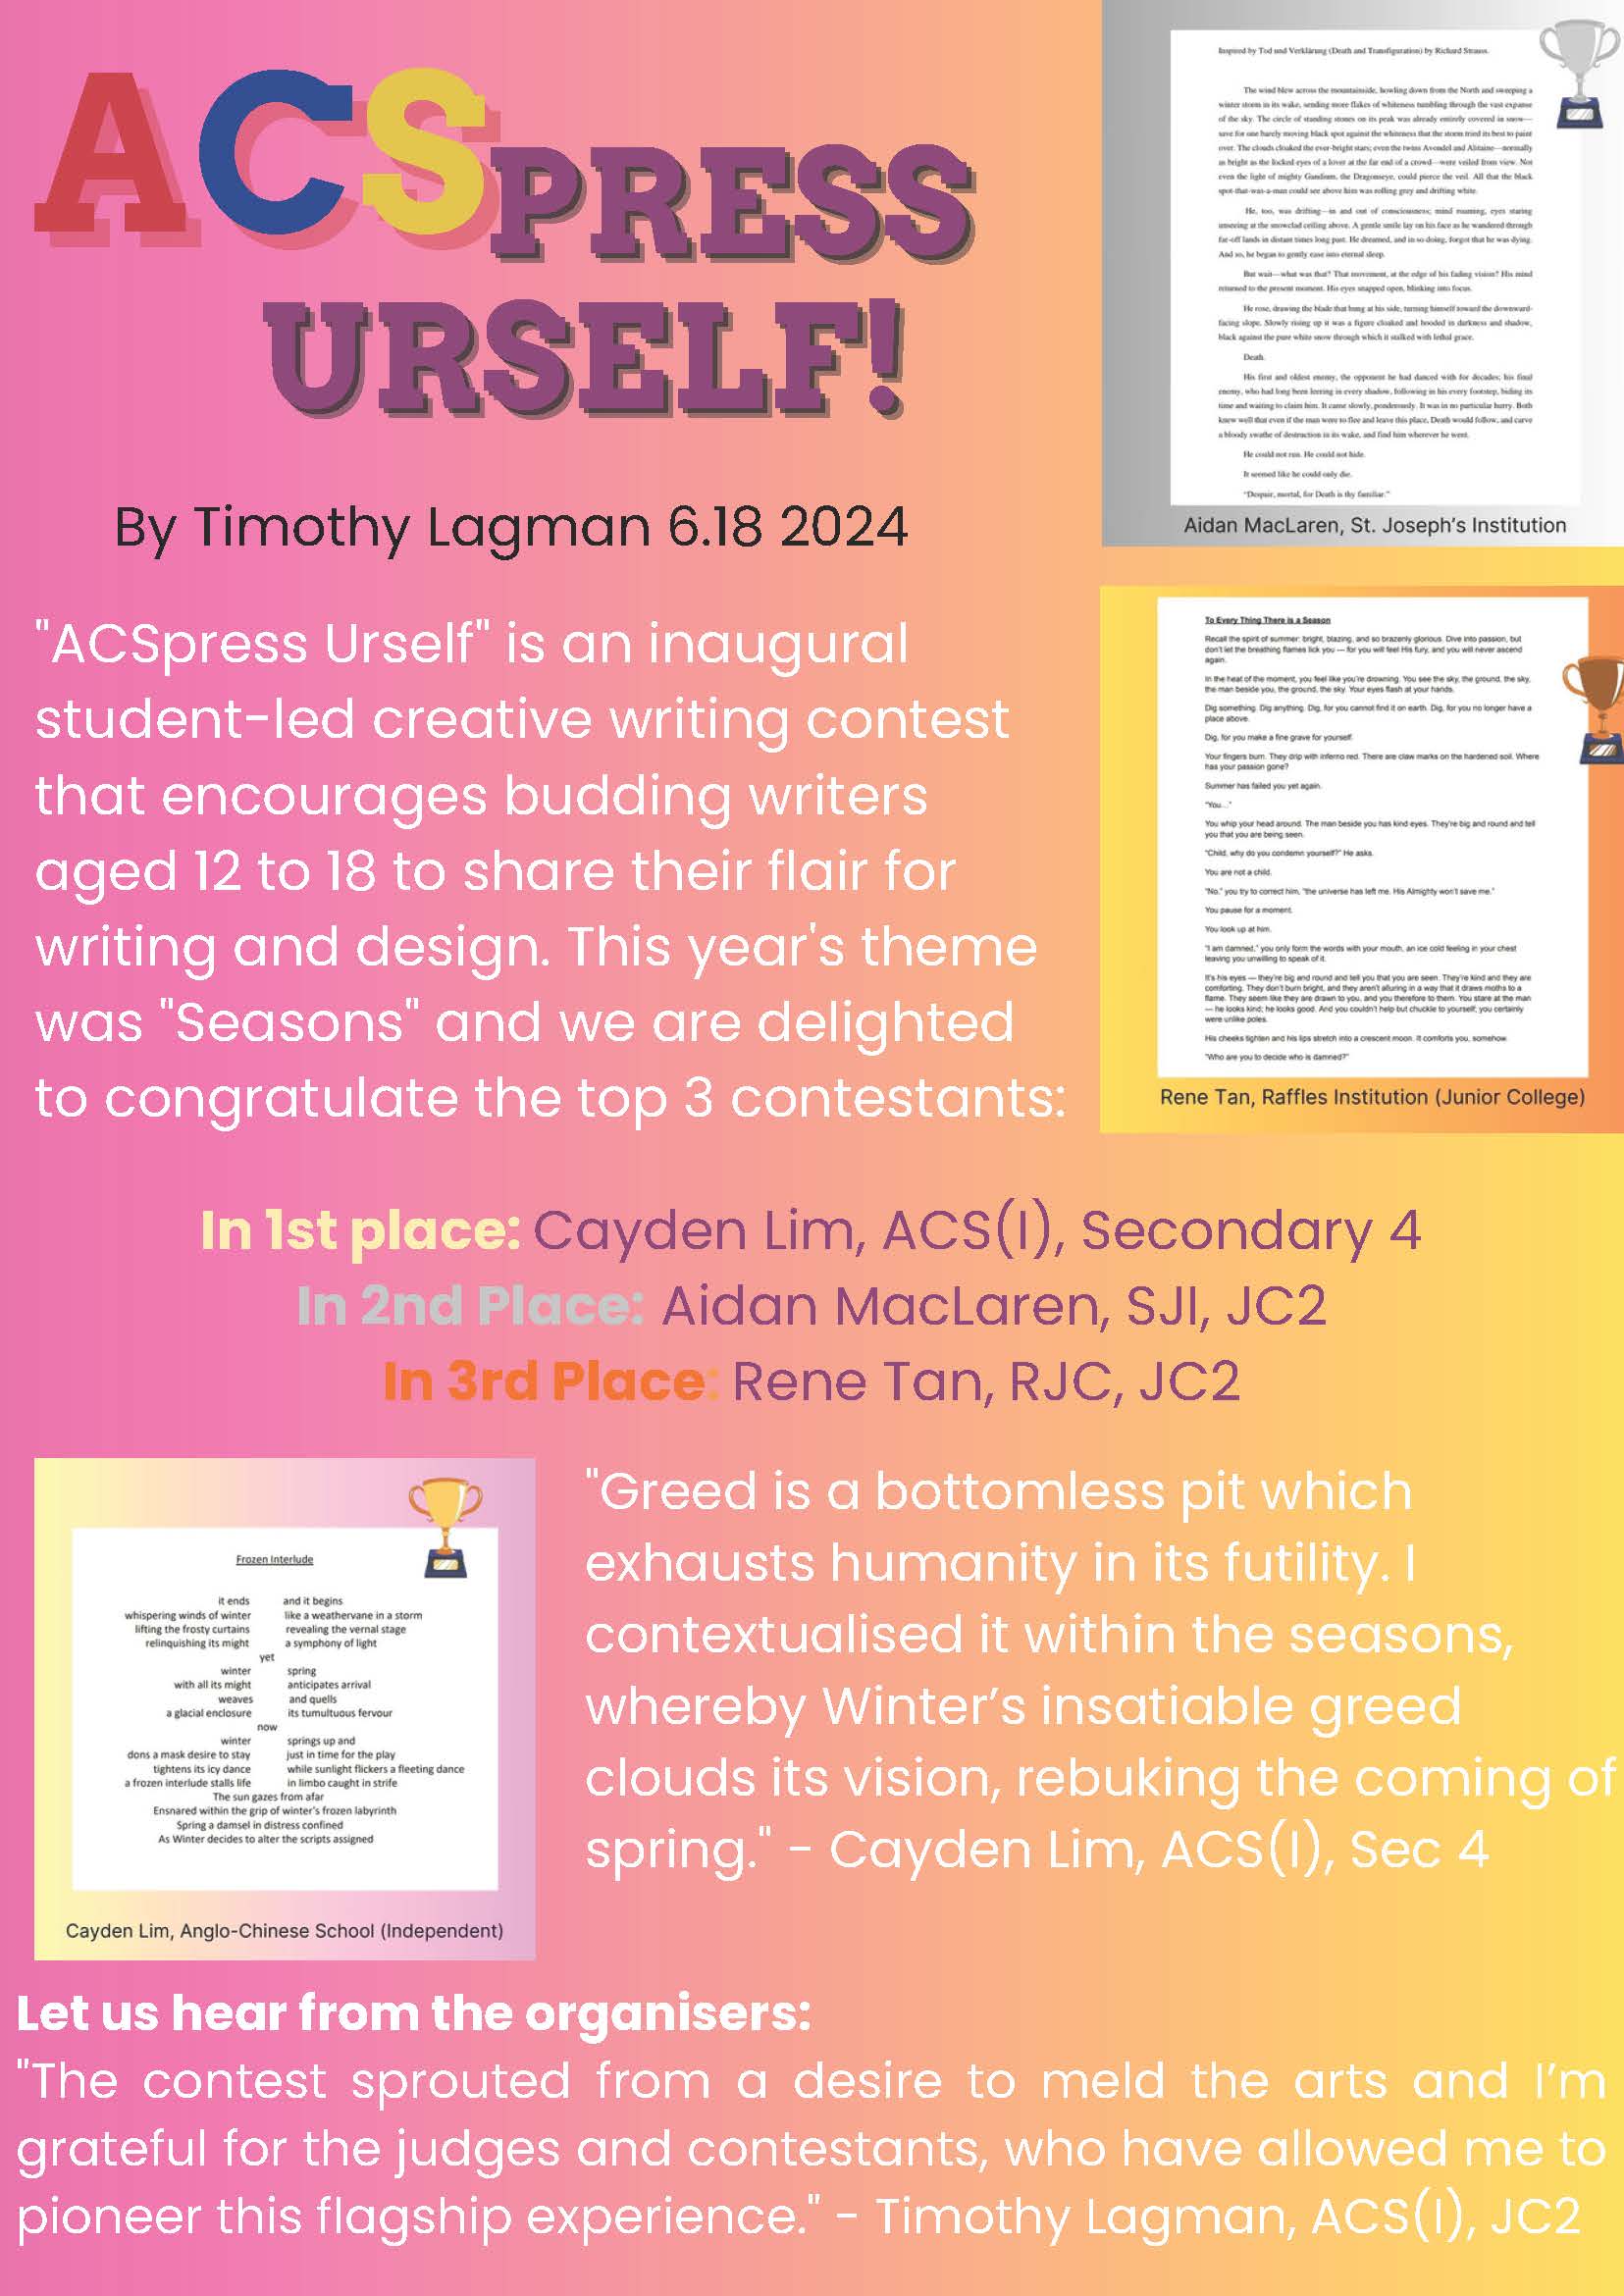 ACSPRESS
URSELF!
By Timothy Lagman 6.18 2024
"ACSpress Urself" is an inaugural
student-led creative writing contest
that encourages budding writers
aged 12 to 18 to share their flair for
writing and design. This year's theme
was "Seasons" and we are delighted
to congratulate the top 3 contestants:
Inspired by Tod und Verklärung (Death and Transfiguration) by Richard Strauss.
The wind blew across the mountainside, howling down from the North and sweeping a
winter storm in its wake, sending more flakes of whiteness tumbling through the vast expanse
of the sky. The circle of standing stones on its peak was already entirely covered in snow—
save for one barely moving black spot against the whiteness that the storm tried its best to paint
over. The clouds cloaked the ever-bright stars; even the twins Avondel and Alitaine—normally
as bright as the locked eyes of a lover at the far end of a crowd—were veiled from view. Not
even the light of mighty Gandium, the Dragonseye, could pierce the veil. All that the black
spot-that-was-a-man could see above him was rolling grey and drifting white.
He, too, was drifting—in and out of consciousness; mind roaming, eyes staring
unseeing at the snowclad ceiling above. A gentle smile lay on his face as he wandered through
far-off lands in distant times long past. He dreamed, and in so doing, forgot that he was dying.
And so, he began to gently ease into eternal sleep.
But wait—what was that? That movement, at the edge of his fading vision? His mind
returned to the present moment. His eyes snapped open, blinking into focus.
He rose, drawing the blade that hung at his side, turning himself toward the downward-
facing slope. Slowly rising up it was a figure cloaked and hooded in darkness and shadow,
black against the pure white snow through which it stalked with lethal grace.
Death.
His first and oldest enemy, the opponent he had danced with for decades; his final
enemy, who had long been leering in every shadow, following in his every footstep, biding its
time and waiting to claim him. It came slowly, ponderously. It was in no particular hurry. Both
knew well that even if the man were to flee and leave this place, Death would follow, and carve
a bloody swathe of destruction in its wake, and find him wherever he went.
He could not run. He could not hide.
It seemed like he could only die.
"Despair, mortal, for Death is thy familiar."
Aidan MacLaren, St. Joseph's Institution
To Every Thing There is a Season
Recall the spirit of summer: bright, blazing, and so brazenly glorious. Dive into passion, but
don't let the breathing flames lick you — for you will feel His fury, and you will never ascend
again.
In the heat of the moment, you feel like you're drowning. You see the sky, the ground, the sky,
the man beside you, the ground, the sky. Your eyes flash at your hands.
Dig something. Dig anything. Dig, for you cannot find it on earth. Dig, for you no longer have a
place above.
Dig, for you make a fine grave for yourself.
Your fingers burn. They drip with inferno red. There are claw marks on the hardened soil. Where
has your passion gone?
Summer has failed you yet again.
"You..."
You whip your head around. The man beside you has kind eyes. They're big and round and tell
you that you are being seen.
"Child, why do you condemn yourself?" He asks.
You are not a child.
"No," you try to correct him, "the universe has left me. His Almighty won't save me."
You pause for a moment.
You look up at him.
"I am damned," you only form the words with your mouth, an ice cold feeling in your chest
leaving you unwilling to speak of it.
It's his eyes — they're big and round and tell you that you are seen. They're kind and they are
comforting. They don't burn bright, and they aren't alluring in a way that it draws moths to a
flame. They seem like they are drawn to you, and you therefore to them. You stare at the man
— he looks kind; he looks good. And you couldn't help but chuckle to yourself; you certainly
were unlike poles.
His cheeks tighten and his lips stretch into a crescent moon. It comforts you, somehow.
"Who are you to decide who is damned?"
Rene Tan, Raffles Institution (Junior College)
In 1st place: Cayden Lim, ACS(I), Secondary 4
In 2nd Place: Aidan MacLaren, SJI, JC2
In 3rd Place: Rene Tan, RJC, JC2
Frozen Interlude
it ends and it begins
whispering winds of winter like a weathervane in a storm
lifting the frosty curtains revealing the vernal stage
relinquishing its might a symphony of light
yet
winter spring
with all its might anticipates arrival
weaves and quells
a glacial enclosure its tumultuous fervour
now
winter springs up and
dons a mask desire to stay just in time for the play
tightens its icy dance while sunlight flickers a fleeting dance
a frozen interlude stalls life in limbo caught in strife
The sun gazes from afar
Ensnared within the grip of winter's frozen labyrinth
Spring a damsel in distress confined
As Winter decides to alter the scripts assigned
Cayden Lim, Anglo-Chinese School (Independent)
"Greed is a bottomless pit which
exhausts humanity in its futility. I
contextualised it within the seasons,
whereby Winter's insatiable greed
clouds its vision, rebuking the coming of
spring." - Cayden Lim, ACS(I), Sec 4
Let us hear from the organisers:
"The contest sprouted from a desire to meld the arts and I'm
grateful for the judges and contestants, who have allowed me to
pioneer this flagship experience." - Timothy Lagman, ACS(I), JC2